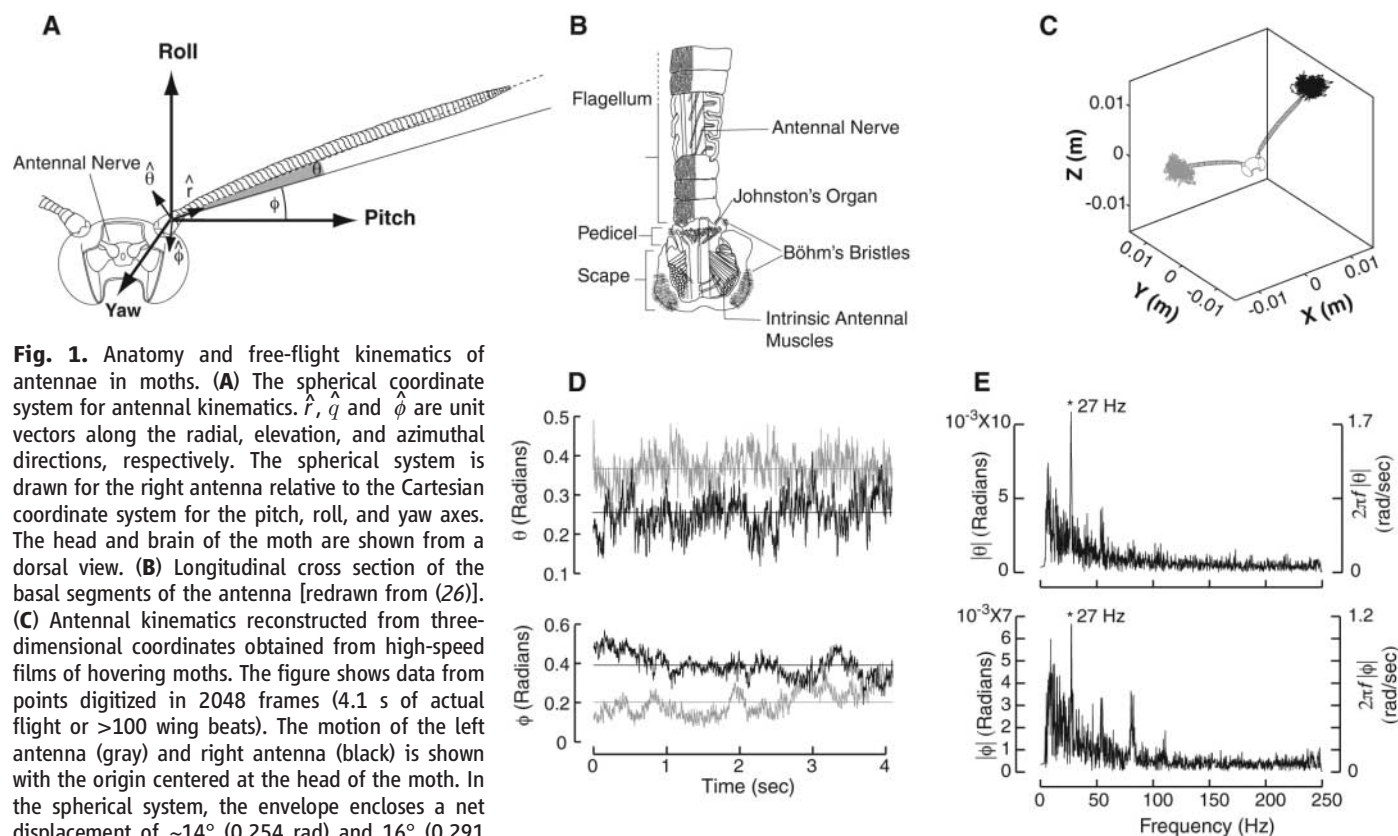 A
Roll
Antennal Nerve
θ̂
r̂
θ
ϕ
Pitch
ϕ̂
Yaw
B
Flagellum
Antennal Nerve
Johnston's Organ
Pedicel
Böhm's Bristles
Scape
Intrinsic Antennal
Muscles
C
0.01
0
-0.01
Z (m)
0.01
0
-0.01
Y (m)
-0.01
0
0.01
X (m)
Fig. 1. Anatomy and free-flight kinematics of
antennae in moths. (A) The spherical coordinate
system for antennal kinematics. r̂, q̂ and ϕ̂ are unit
vectors along the radial, elevation, and azimuthal
directions, respectively. The spherical system is
drawn for the right antenna relative to the Cartesian
coordinate system for the pitch, roll, and yaw axes.
The head and brain of the moth are shown from a
dorsal view. (B) Longitudinal cross section of the
basal segments of the antenna [redrawn from (26)].
(C) Antennal kinematics reconstructed from three-
dimensional coordinates obtained from high-speed
films of hovering moths. The figure shows data from
points digitized in 2048 frames (4.1 s of actual
flight or >100 wing beats). The motion of the left
antenna (gray) and right antenna (black) is shown
with the origin centered at the head of the moth. In
the spherical system, the envelope encloses a net
displacement of ~14° (0.254 rad) and 16° (0.291
D
0.5
0.4
0.3
0.2
0.1
θ (Radians)
0.6
0.4
0.2
0
ϕ (Radians)
0 1 2 3 4
Time (sec)
E
10⁻³X10
* 27 Hz
1.7
5
0
0
|θ| (Radians)
2πf |θ|
(rad/sec)
10⁻³X7
* 27 Hz
1.2
6
5
4
3
2
1
0
0
|ϕ| (Radians)
2πf |ϕ|
(rad/sec)
0 50 100 150 200 250
Frequency (Hz)